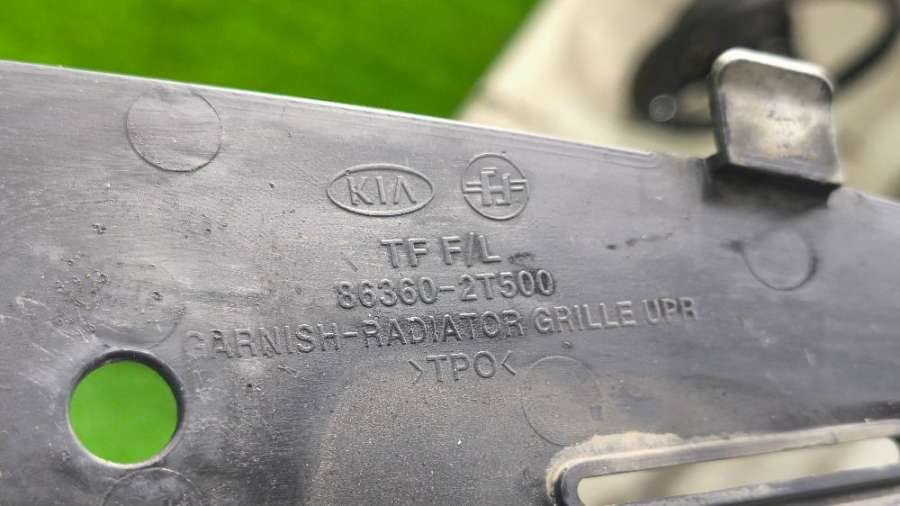 KIA
TF F/L
86360-2T500
GARNISH-RADIATOR GRILLE UPR
>TPO<